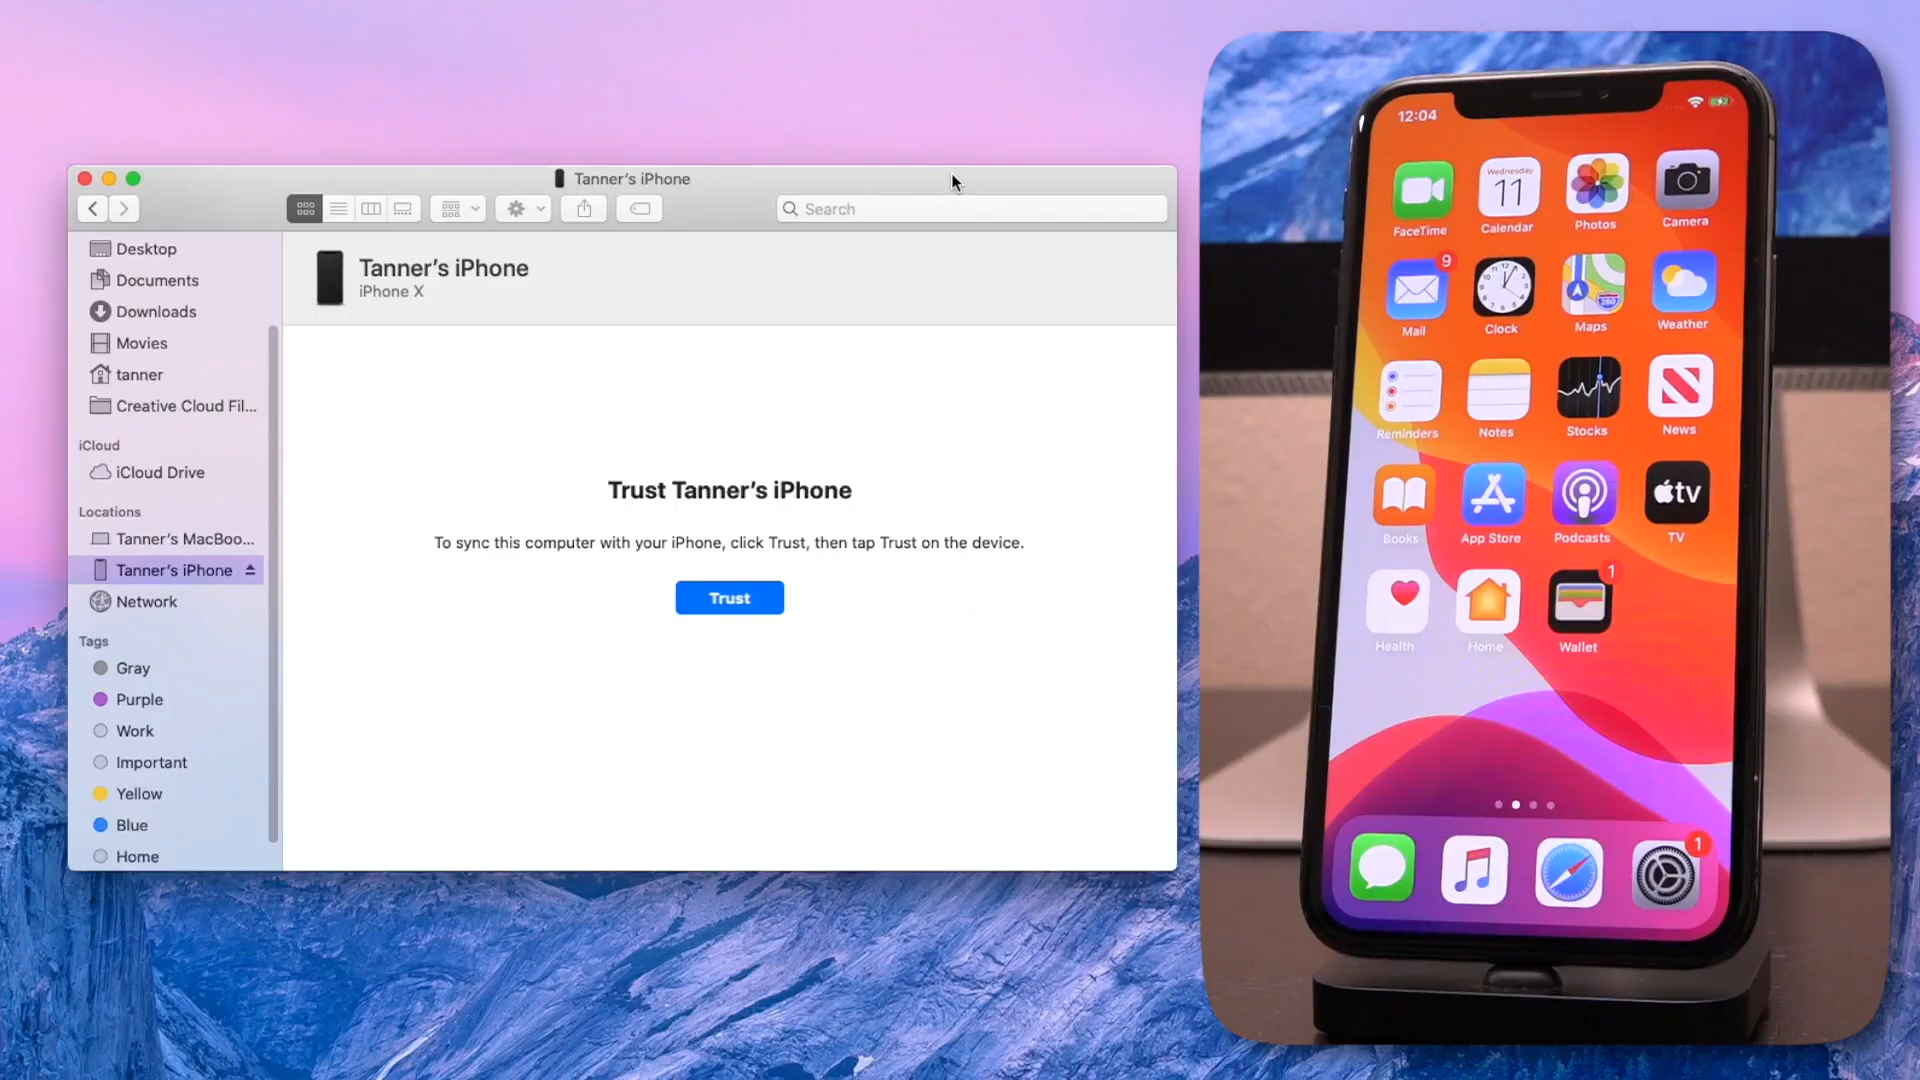 Tanner's iPhone
Search
Desktop
Documents
Downloads
Movies
tanner
Creative Cloud Fil...
iCloud
iCloud Drive
Locations
Tanner's MacBoo...
Tanner's iPhone
Network
Tags
Gray
Purple
Work
Important
Yellow
Blue
Home
Tanner's iPhone
iPhone X
Trust Tanner's iPhone
To sync this computer with your iPhone, click Trust, then tap Trust on the device.
Trust
12:04
Wednesday
11
FaceTime
Calendar
Photos
Camera
9
12
280
Mail
Clock
Maps
Weather
Reminders
Notes
Stocks
News
tv
Books
App Store
Podcasts
TV
1
Health
Home
Wallet
1